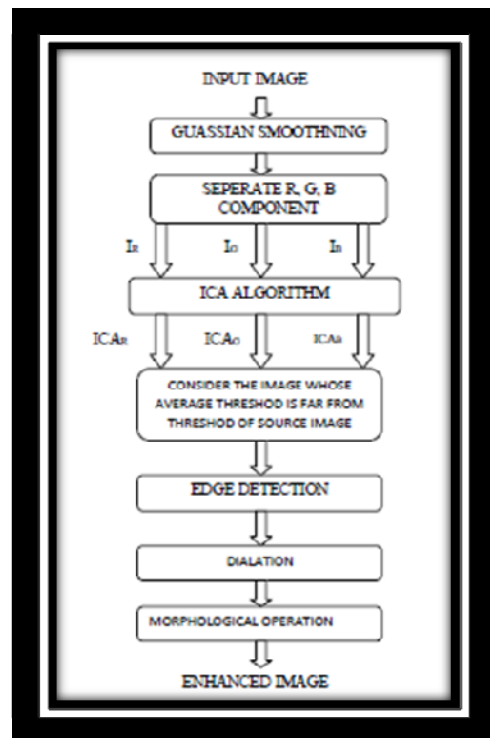 INPUT IMAGE
GUASSIAN SMOOTHNING
SEPERATE R, G, B
COMPONENT
IR IG IB
ICA ALGORITHM
ICAR ICAG ICAB
CONSIDER THE IMAGE WHOSE
AVERAGE THRESHOD IS FAR FROM
THRESHOLD OF SOURCE IMAGE
EDGE DETECTION
DIALATION
MORPHOLOGICAL OPERATION
ENHANCED IMAGE